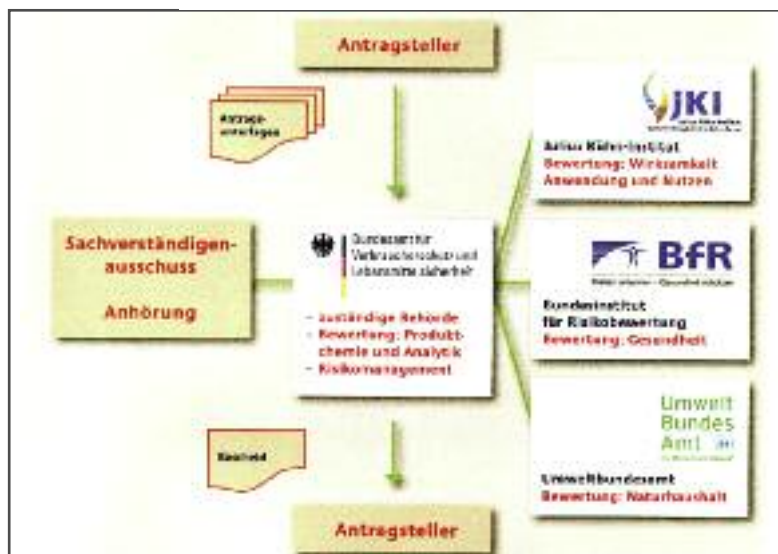 Antragsteller
Antrags-
unterlagen
JKI
Julius Kühn-Institut
Bewertung: Wirksamkeit
Anwendung und Nutzen
Sachverständigen-
ausschuss
Anhörung
Bundesamt für
Verbraucherschutz und
Lebensmittelsicherheit
– zuständige Behörde
– Bewertung: Produkt-
chemie und Analytik
– Risikomanagement
BfR
Bundesinstitut
für Risikobewertung
Bewertung: Gesundheit
Bescheid
Umwelt
Bundes
Amt
Umweltbundesamt
Bewertung: Naturhaushalt
Antragsteller